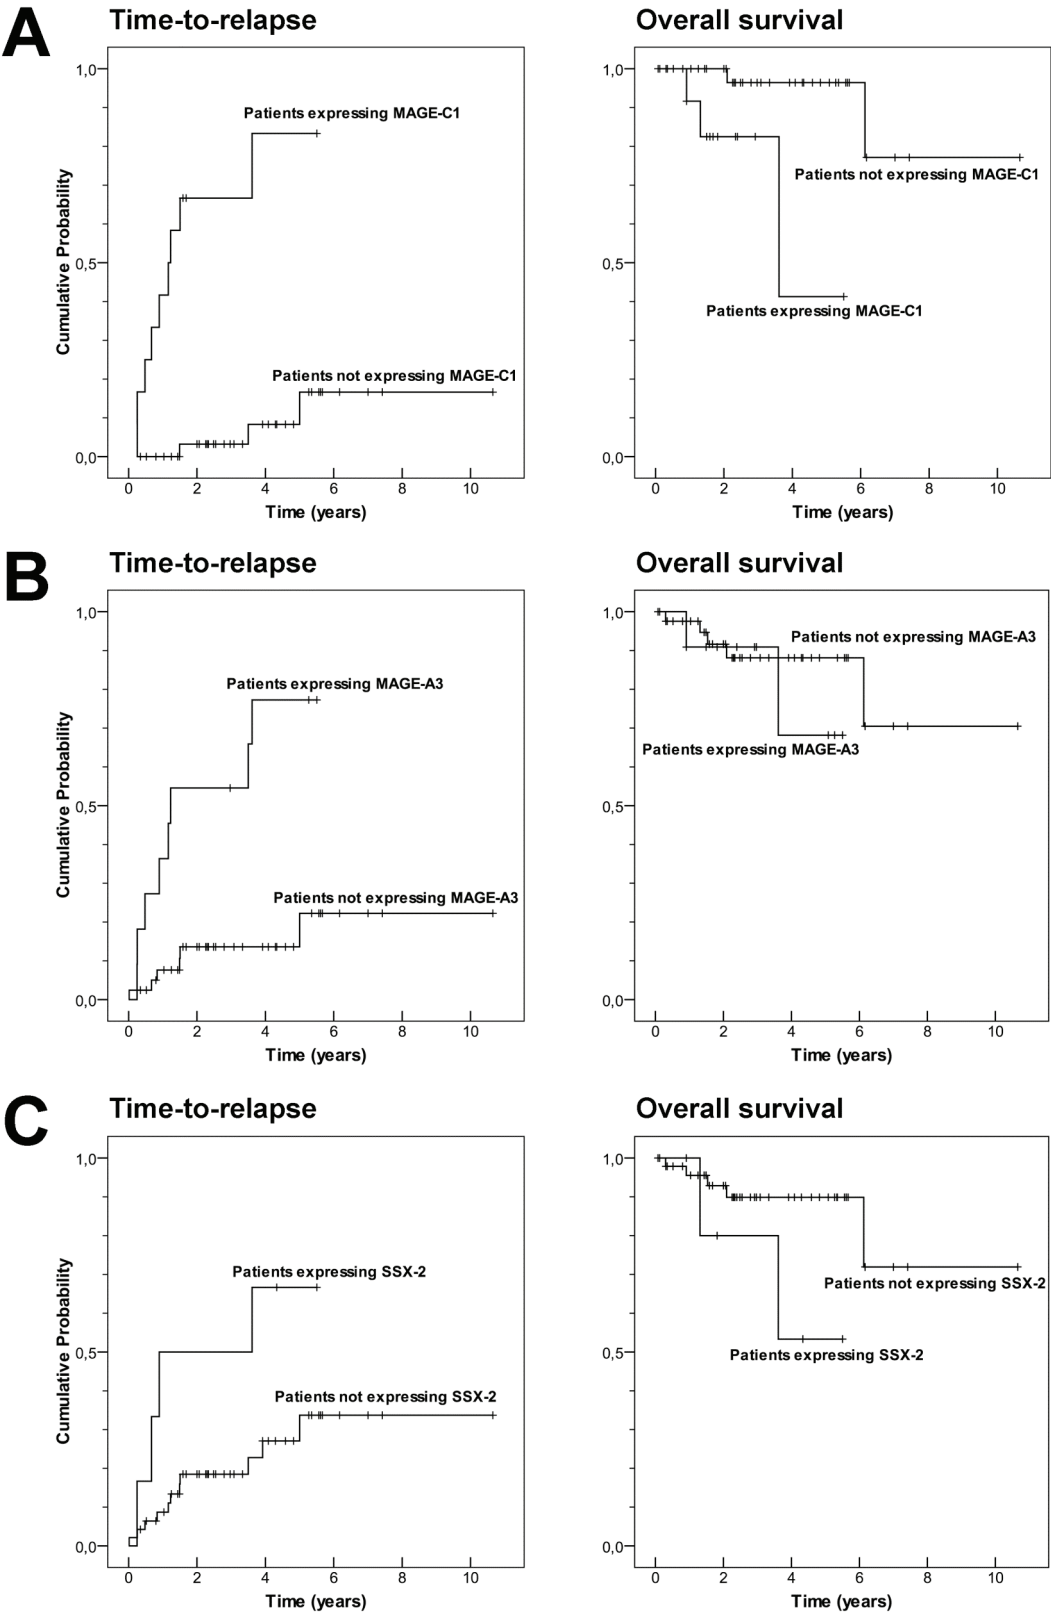 A
Time-to-relapse
Overall survival
1,0
Patients expressing MAGE-C1
0,5
Patients not expressing MAGE-C1
0,0
Cumulative Probability
0 2 4 6 8 10
Time (years)
1,0
Patients not expressing MAGE-C1
0,5
Patients expressing MAGE-C1
0,0
0 2 4 6 8 10
Time (years)
B
Time-to-relapse
Overall survival
1,0
Patients expressing MAGE-A3
0,5
Patients not expressing MAGE-A3
0,0
Cumulative Probability
0 2 4 6 8 10
Time (years)
1,0
Patients not expressing MAGE-A3
Patients expressing MAGE-A3
0,5
0,0
0 2 4 6 8 10
Time (years)
C
Time-to-relapse
Overall survival
1,0
Patients expressing SSX-2
0,5
Patients not expressing SSX-2
0,0
Cumulative Probability
0 2 4 6 8 10
Time (years)
1,0
Patients not expressing SSX-2
0,5
Patients expressing SSX-2
0,0
0 2 4 6 8 10
Time (years)